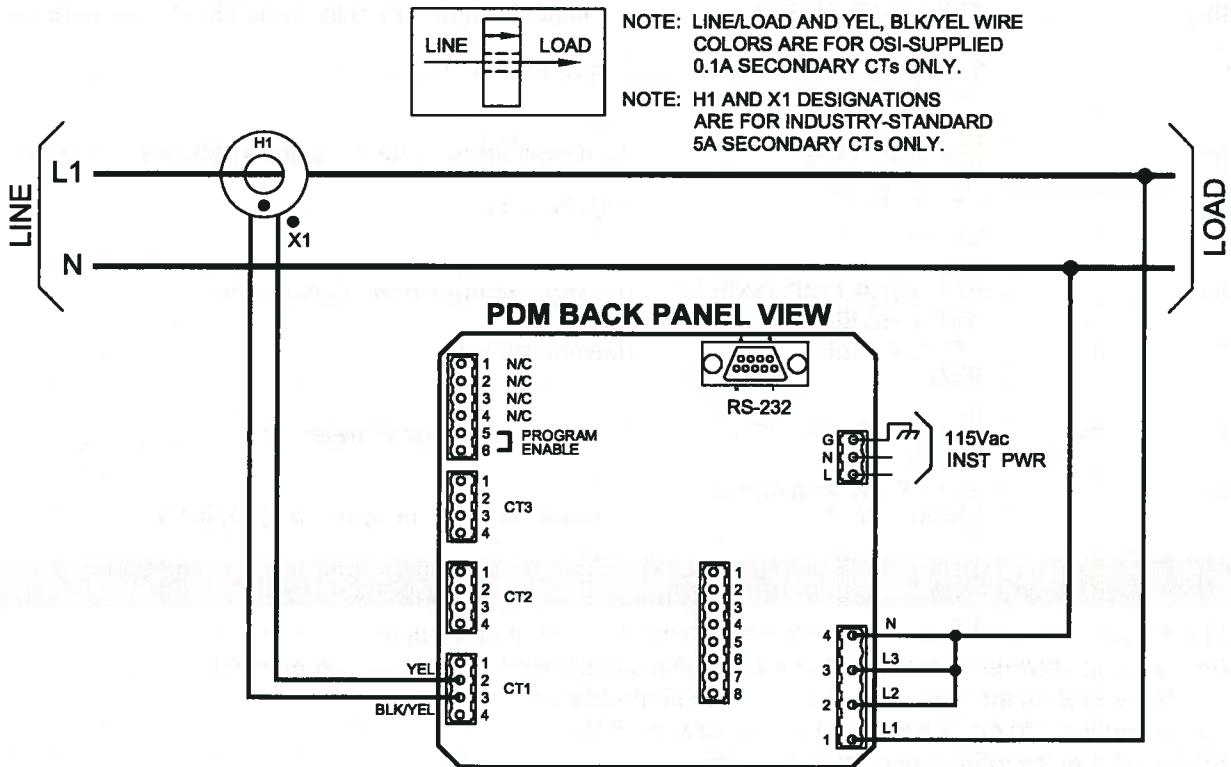 LINE
LOAD
NOTE: LINE/LOAD AND YEL, BLK/YEL WIRE
COLORS ARE FOR OSI-SUPPLIED
0.1A SECONDARY CTs ONLY.
NOTE: H1 AND X1 DESIGNATIONS
ARE FOR INDUSTRY-STANDARD
5A SECONDARY CTs ONLY.
H1
L1
LINE
LOAD
X1
N
PDM BACK PANEL VIEW
1 N/C
2 N/C
3 N/C
4 N/C
5
6
PROGRAM
ENABLE
RS-232
G
N
L
115Vac
INST PWR
1
2
3
4
CT3
1
2
3
4
CT2
1
2
3
4
5
6
7
8
YEL
BLK/YEL
1
2
3
4
CT1
4 N
3 L3
2 L2
1 L1